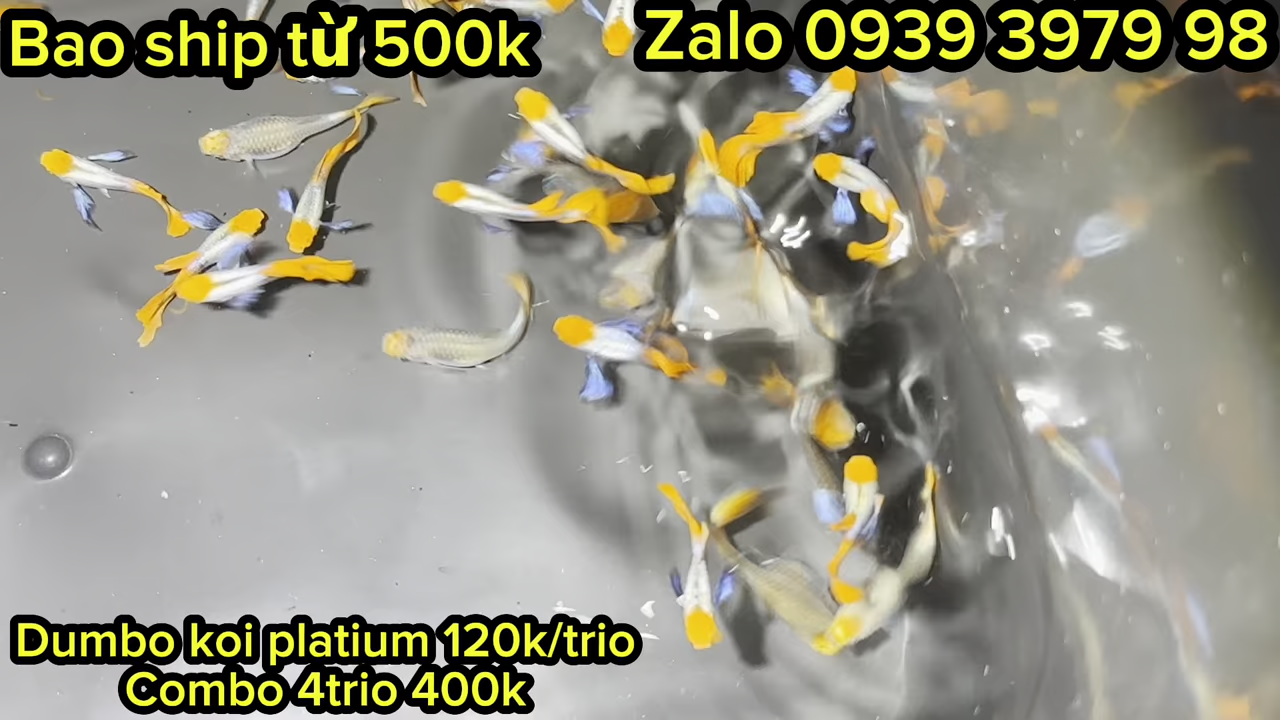 Bao ship từ 500k
Zalo 0939 3979 98
Dumbo koi platium 120k/trio
Combo 4trio 400k